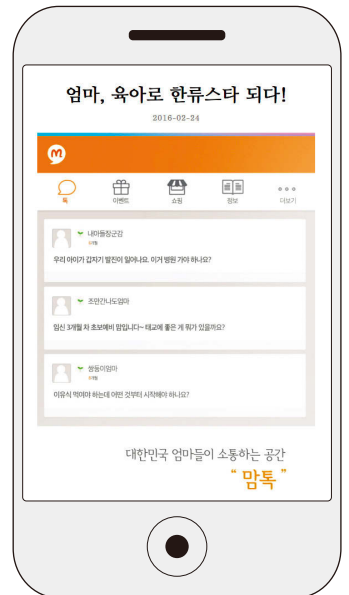 엄마, 육아로 한류스타 되다!
2016-02-24
m
톡 이벤트 쇼핑 정보 더보기
내아들장군감
우리 아이가 갑자기 발진이 일어나요. 이거 병원 가야 하나요?
조만간나도엄마
임신 3개월 차 초보예비 맘입니다~ 태교에 좋은 게 뭐가 있을까요?
쌍둥이엄마
이유식 먹여야 하는데 어떤 것부터 시작해야 하나요?
대한민국 엄마들이 소통하는 공간
“ 맘톡 ”